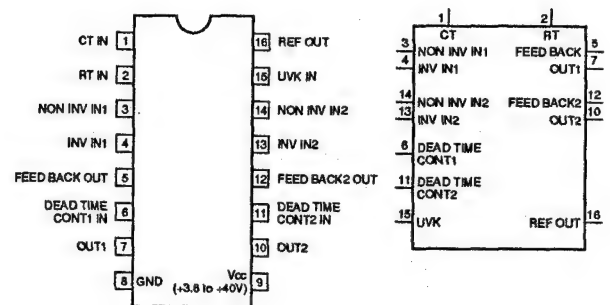 CT IN 1
RT IN 2
NON INV IN1 3
INV IN1 4
FEED BACK OUT 5
DEAD TIME
CONT1 IN 6
OUT1 7
8 GND
16 REF OUT
15 UVK IN
14 NON INV IN2
13 INV IN2
12 FEED BACK2 OUT
11 DEAD TIME
CONT2 IN
10 OUT2
Vcc
(+3.6 to +40V) 9
1 2
CT RT
3 NON INV IN1 FEED BACK 5
4 INV IN1 OUT1 7
14 NON INV IN2 FEED BACK2 12
13 INV IN2 OUT2 10
6 DEAD TIME
CONT1
11 DEAD TIME
CONT2
15 UVK REF OUT 16